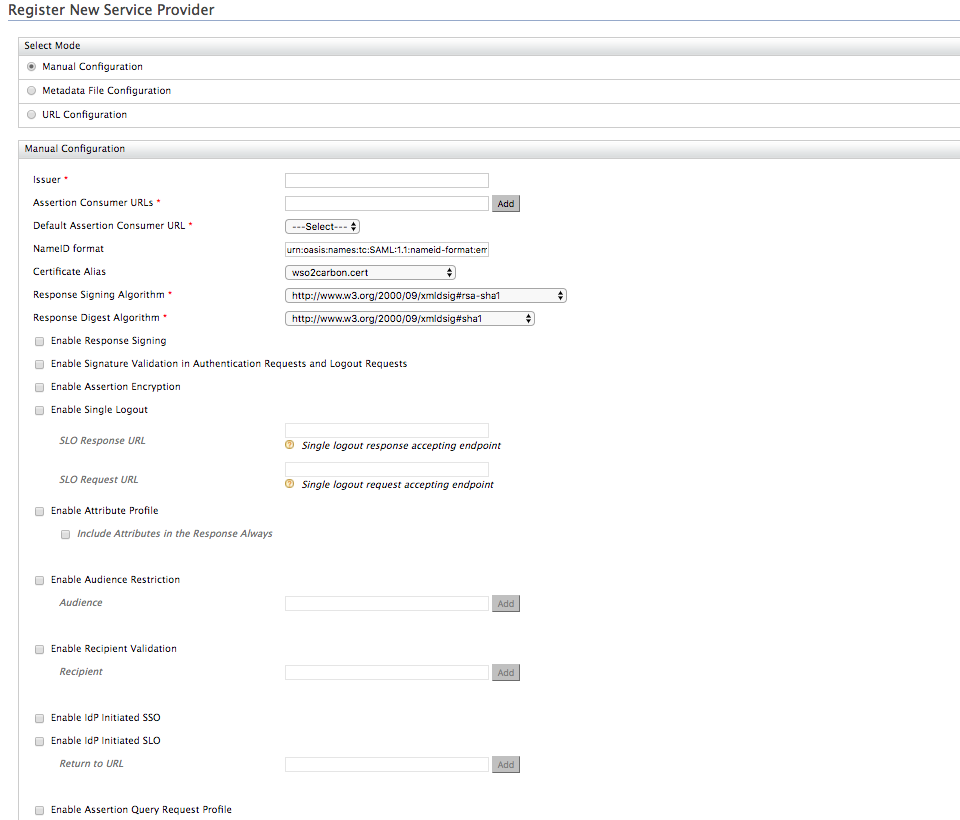 Register New Service Provider
Select Mode
Manual Configuration
Metadata File Configuration
URL Configuration
Manual Configuration
Issuer *
Assertion Consumer URLs * Add
Default Assertion Consumer URL * ---Select---
NameID format urn:oasis:names:tc:SAML:1.1:nameid-format:em
Certificate Alias wso2carbon.cert
Response Signing Algorithm * http://www.w3.org/2000/09/xmldsig#rsa-sha1
Response Digest Algorithm * http://www.w3.org/2000/09/xmldsig#sha1
Enable Response Signing
Enable Signature Validation in Authentication Requests and Logout Requests
Enable Assertion Encryption
Enable Single Logout
SLO Response URL
? Single logout response accepting endpoint
SLO Request URL
? Single logout request accepting endpoint
Enable Attribute Profile
Include Attributes in the Response Always
Enable Audience Restriction
Audience Add
Enable Recipient Validation
Recipient Add
Enable IdP Initiated SSO
Enable IdP Initiated SLO
Return to URL Add
Enable Assertion Query Request Profile